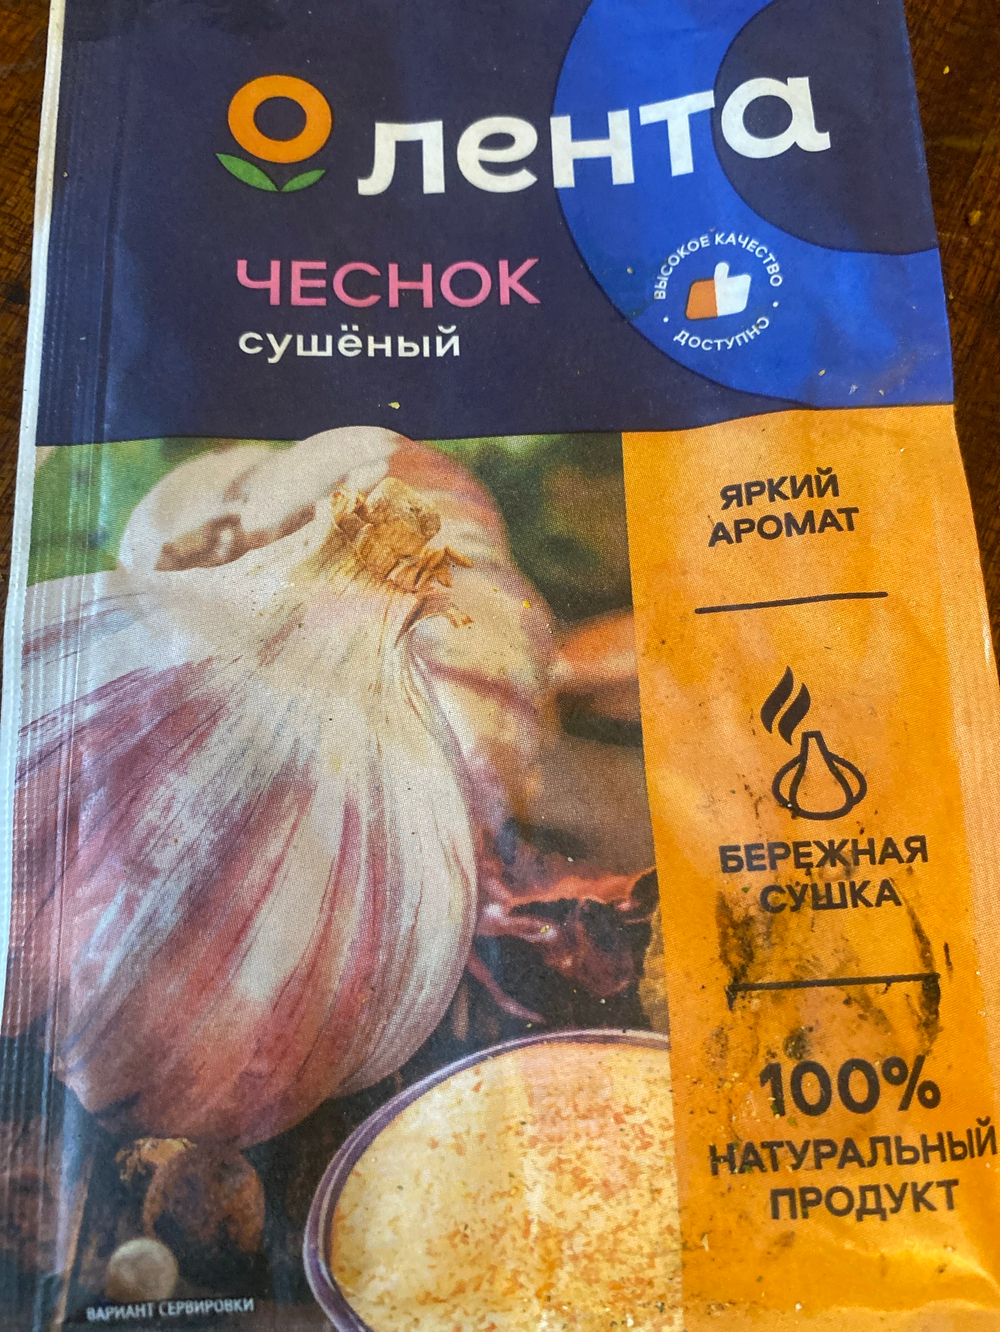 лента
ЧЕСНОК
сушёный
ВЫСОКОЕ КАЧЕСТВО
ДОСТУПНО
ЯРКИЙ
АРОМАТ
БЕРЕЖНАЯ
СУШКА
100%
НАТУРАЛЬНЫЙ
ПРОДУКТ
ВАРИАНТ СЕРВИРОВКИ